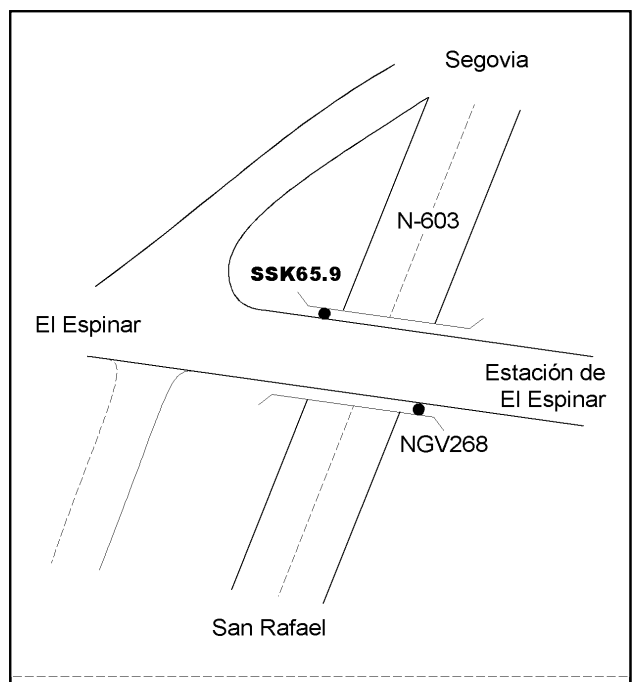 Segovia
N-603
SSK65.9
El Espinar
Estación de
El Espinar
NGV268
San Rafael